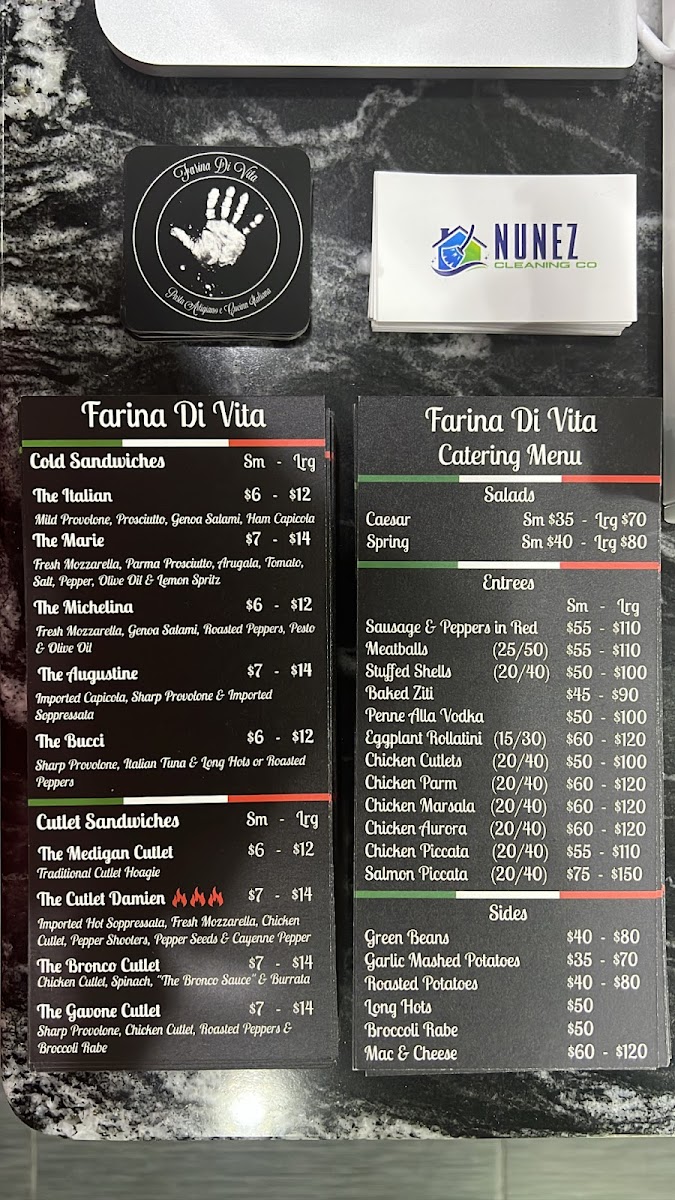 Farina Di Vita
Pasta Artigiano e Cucina Italiana
NUNEZ
CLEANING CO
Farina Di Vita
Cold Sandwiches Sm - Lrg
The Italian $6 - $12
Mild Provolone, Prosciutto, Genoa Salami, Ham Capicola
The Marie $7 - $14
Fresh Mozzarella, Parma Prosciutto, Arugala, Tomato,
Salt, Pepper, Olive Oil & Lemon Spritz
The Michelina $6 - $12
Fresh Mozzarella, Genoa Salami, Roasted Peppers, Pesto
& Olive Oil
The Augustine $7 - $14
Imported Capicola, Sharp Provolone & Imported
Soppressata
The Bucci $6 - $12
Sharp Provolone, Italian Tuna & Long Hots or Roasted
Peppers
Cutlet Sandwiches Sm - Lrg
The Medigan Cutlet $6 - $12
Traditional Cutlet Hoagie
The Cutlet Damien $7 - $14
Imported Hot Soppressata, Fresh Mozzarella, Chicken
Cutlet, Pepper Shooters, Pepper Seeds & Cayenne Pepper
The Bronco Cutlet $7 - $14
Chicken Cutlet, Spinach, "The Bronco Sauce" & Burrata
The Gavone Cutlet $7 - $14
Sharp Provolone, Chicken Cutlet, Roasted Peppers &
Broccoli Rabe
Farina Di Vita
Catering Menu
Salads
Caesar Sm $35 - Lrg $70
Spring Sm $40 - Lrg $80
Entrees
Sm - Lrg
Sausage & Peppers in Red $55 - $110
Meatballs (25/50) $55 - $110
Stuffed Shells (20/40) $50 - $100
Baked Ziti $45 - $90
Penne Alla Vodka $50 - $100
Eggplant Rollatini (15/30) $60 - $120
Chicken Cutlets (20/40) $50 - $100
Chicken Parm (20/40) $60 - $120
Chicken Marsala (20/40) $60 - $120
Chicken Aurora (20/40) $60 - $120
Chicken Piccata (20/40) $55 - $110
Salmon Piccata (20/40) $75 - $150
Sides
Green Beans $40 - $80
Garlic Mashed Potatoes $35 - $70
Roasted Potatoes $40 - $80
Long Hots $50
Broccoli Rabe $50
Mac & Cheese $60 - $120